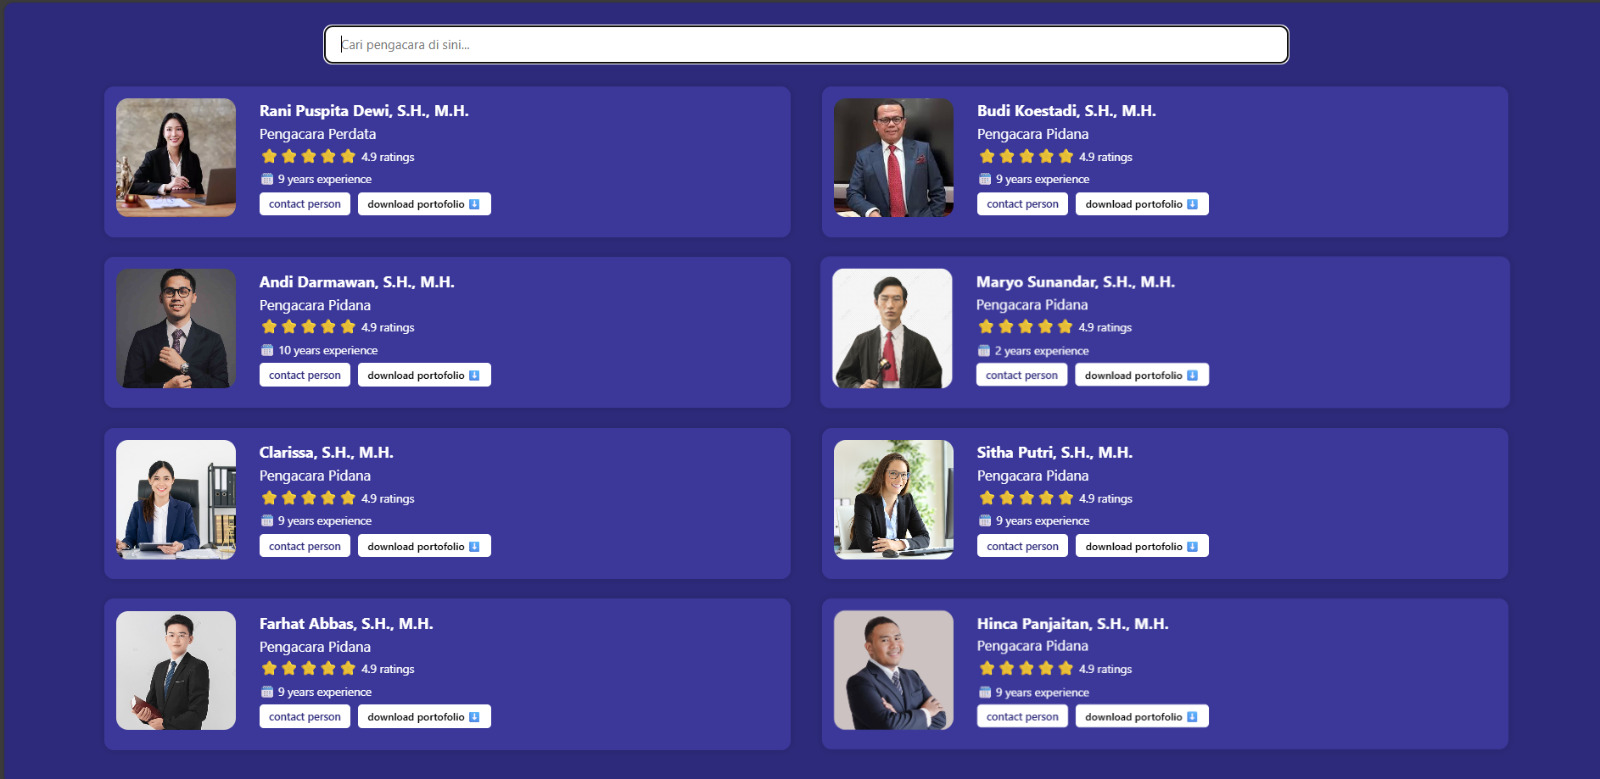 Cari pengacara di sini...
Rani Puspita Dewi, S.H., M.H.
Pengacara Perdata
4.9 ratings
9 years experience
contact person
download portofolio
Budi Koestadi, S.H., M.H.
Pengacara Pidana
4.9 ratings
9 years experience
contact person
download portofolio
Andi Darmawan, S.H., M.H.
Pengacara Pidana
4.9 ratings
10 years experience
contact person
download portofolio
Maryo Sunandar, S.H., M.H.
Pengacara Pidana
4.9 ratings
2 years experience
contact person
download portofolio
Clarissa, S.H., M.H.
Pengacara Pidana
4.9 ratings
9 years experience
contact person
download portofolio
Sitha Putri, S.H., M.H.
Pengacara Pidana
4.9 ratings
9 years experience
contact person
download portofolio
Farhat Abbas, S.H., M.H.
Pengacara Pidana
4.9 ratings
9 years experience
contact person
download portofolio
Hinca Panjaitan, S.H., M.H.
Pengacara Pidana
4.9 ratings
9 years experience
contact person
download portofolio